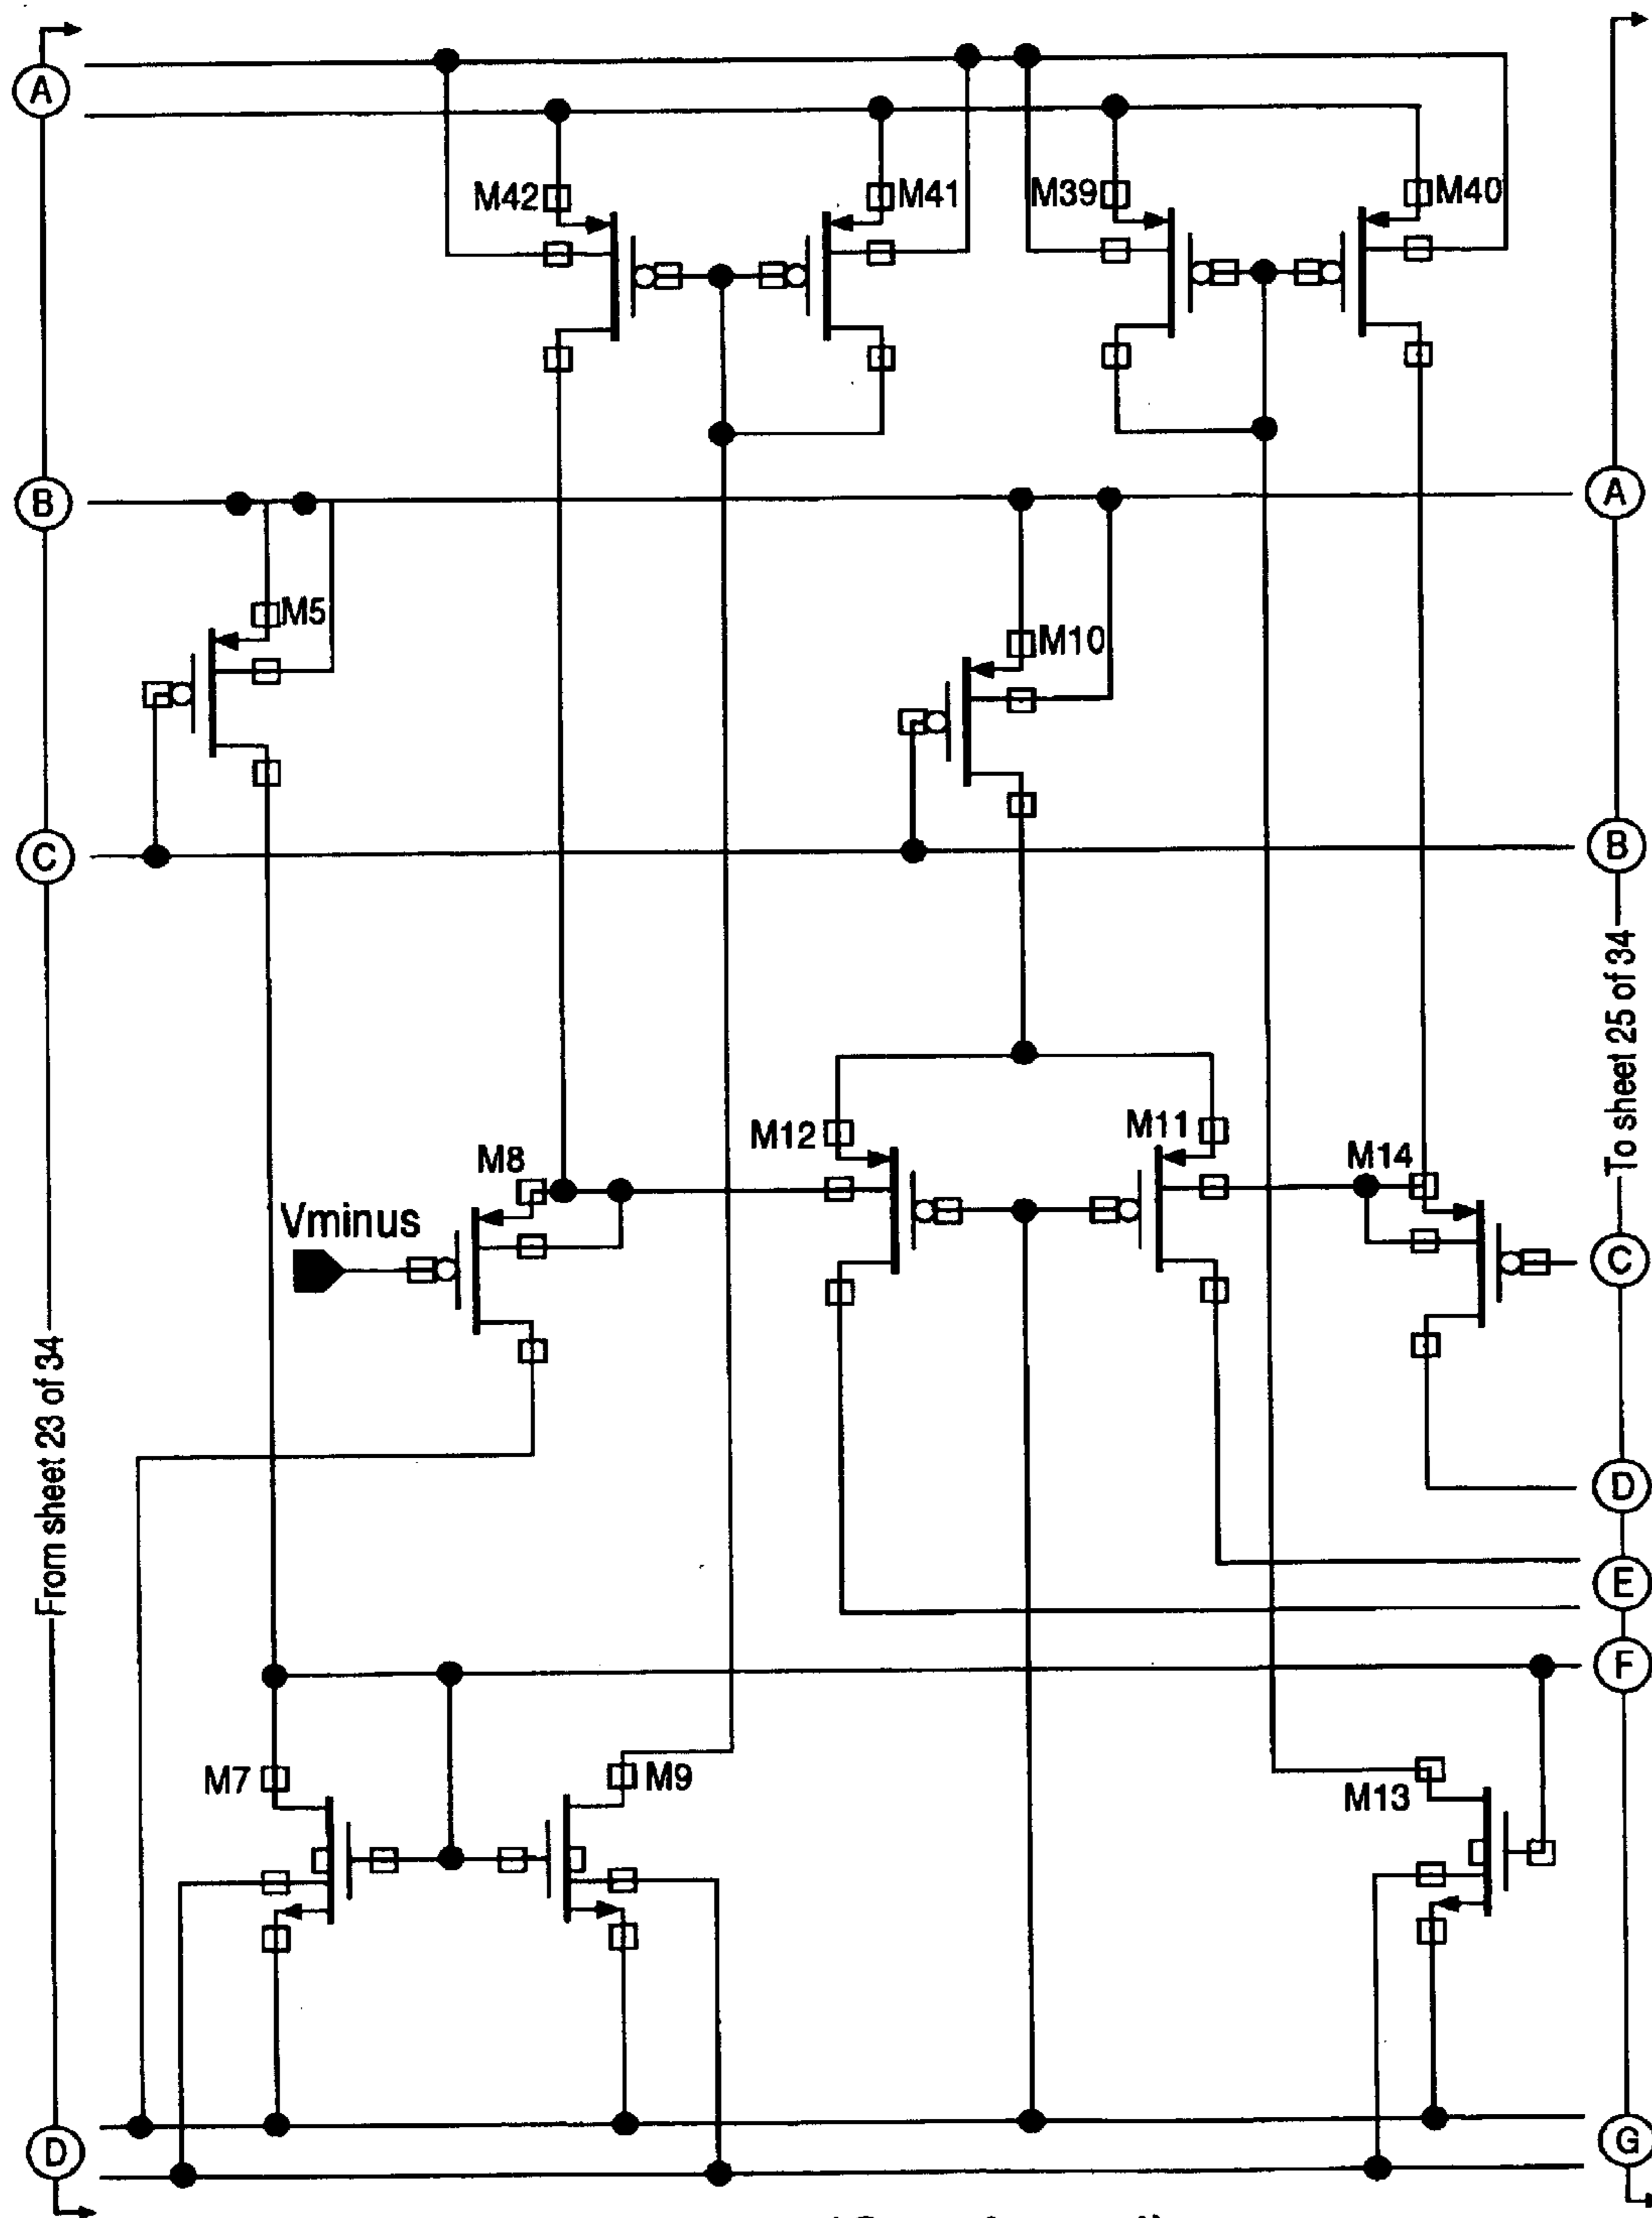 A
M42
M41
M39
M40
B
A
M5
M10
C
B
To sheet 25 of 34
M12
M11
M8
M14
Vminus
C
From sheet 23 of 34
D
E
F
M7
M9
M13
D
G